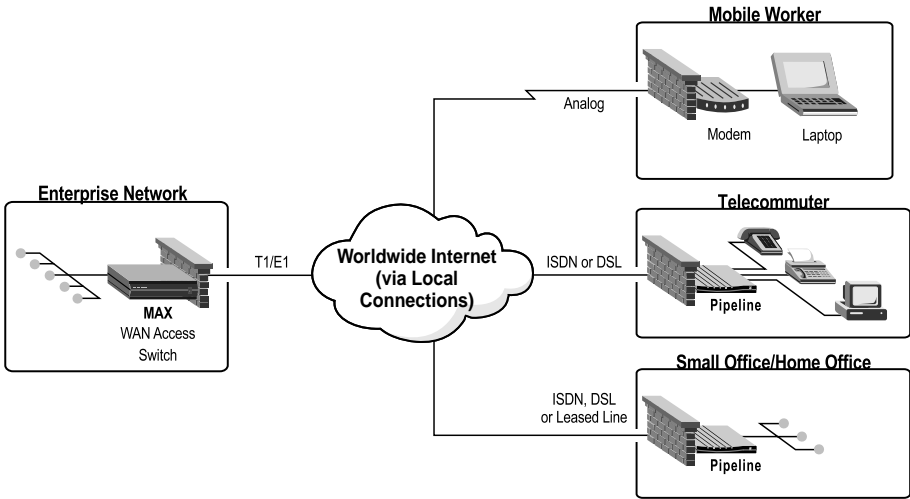 Mobile Worker
Analog
Modem
Laptop
Enterprise Network
Telecommuter
T1/E1
Worldwide Internet
(via Local
Connections)
ISDN or DSL
Pipeline
MAX
WAN Access
Switch
Small Office/Home Office
ISDN, DSL
or Leased Line
Pipeline